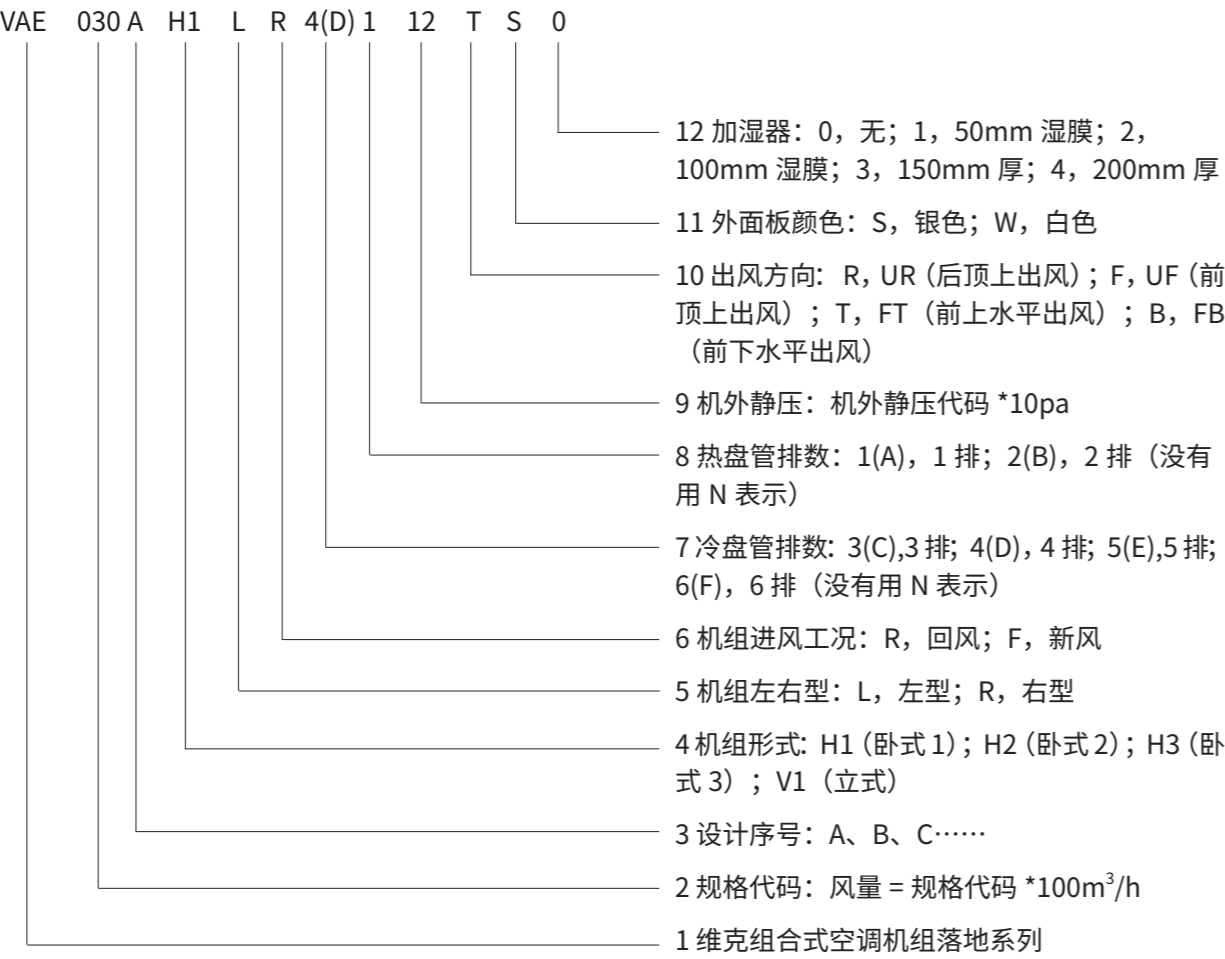 VAE 030 A H1 L R 4(D) 1 12 T S 0
12 加湿器：0，无；1，50mm 湿膜；2，
100mm 湿膜；3，150mm 厚；4，200mm 厚
11 外面板颜色：S，银色；W，白色
10 出风方向：R，UR（后顶上出风）；F，UF（前
顶上出风）；T，FT（前上水平出风）；B，FB
（前下水平出风）
9 机外静压：机外静压代码 *10pa
8 热盘管排数：1(A)，1 排；2(B)，2 排（没有
用 N 表示）
7 冷盘管排数：3(C),3 排；4(D)，4 排；5(E),5 排；
6(F)，6 排（没有用 N 表示）
6 机组进风工况：R，回风；F，新风
5 机组左右型：L，左型；R，右型
4 机组形式：H1（卧式 1）；H2（卧式 2）；H3（卧
式 3）；V1（立式）
3 设计序号：A、B、C……
2 规格代码：风量 = 规格代码 *100m³/h
1 维克组合式空调机组落地系列